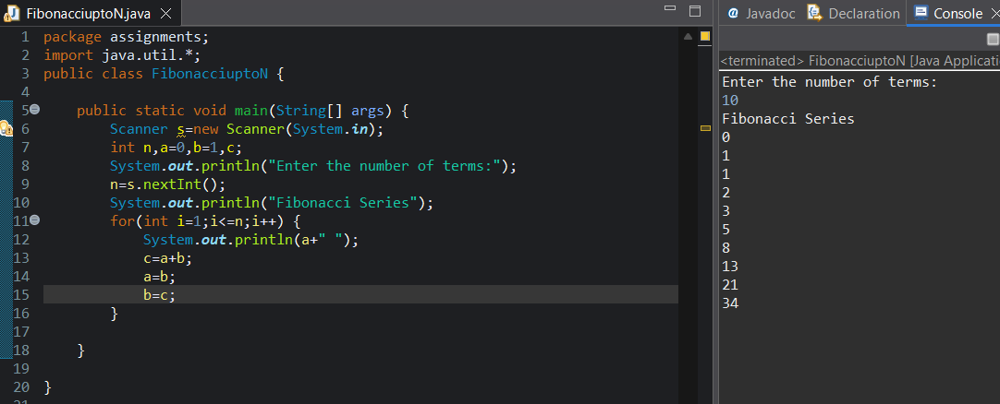 FibonacciuptoN.java
1 package assignments;
2 import java.util.*;
3 public class FibonacciuptoN {
4
5     public static void main(String[] args) {
6         Scanner s=new Scanner(System.in);
7         int n,a=0,b=1,c;
8         System.out.println("Enter the number of terms:");
9         n=s.nextInt();
10         System.out.println("Fibonacci Series");
11         for(int i=1;i<=n;i++) {
12             System.out.println(a+" ");
13             c=a+b;
14             a=b;
15             b=c;
16         }
17
18     }
19
20 }
@ Javadoc Declaration Console
<terminated> FibonacciuptoN [Java Applicati
Enter the number of terms:
10
Fibonacci Series
0
1
1
2
3
5
8
13
21
34